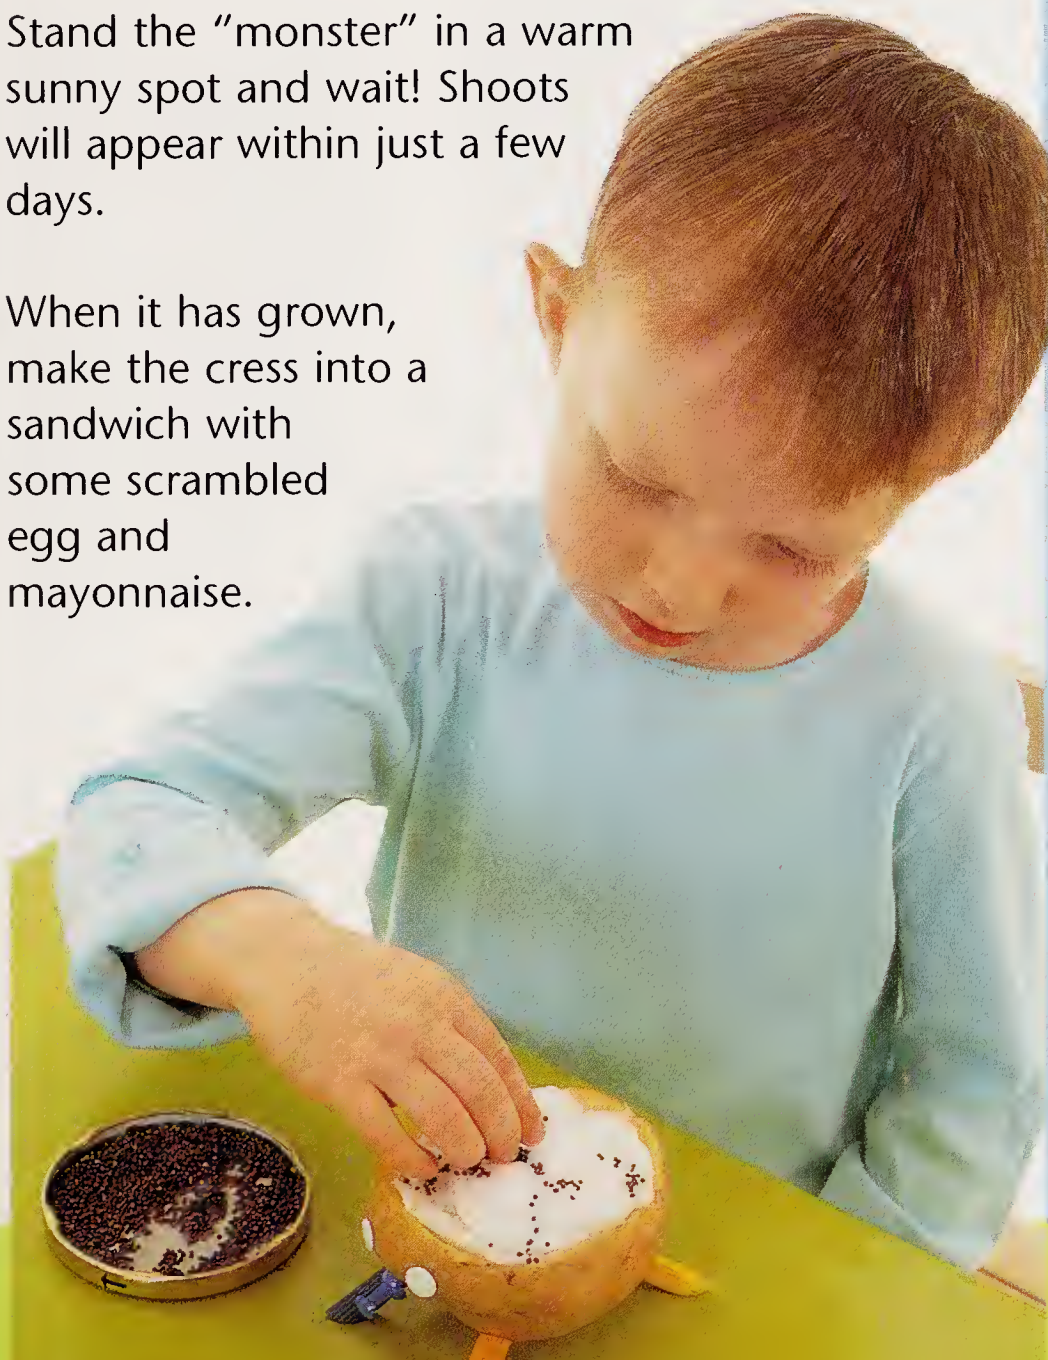 Stand the “monster” in a warm
sunny spot and wait! Shoots
will appear within just a few
days.
When it has grown,
make the cress into a
sandwich with
some scrambled
egg and
mayonnaise.